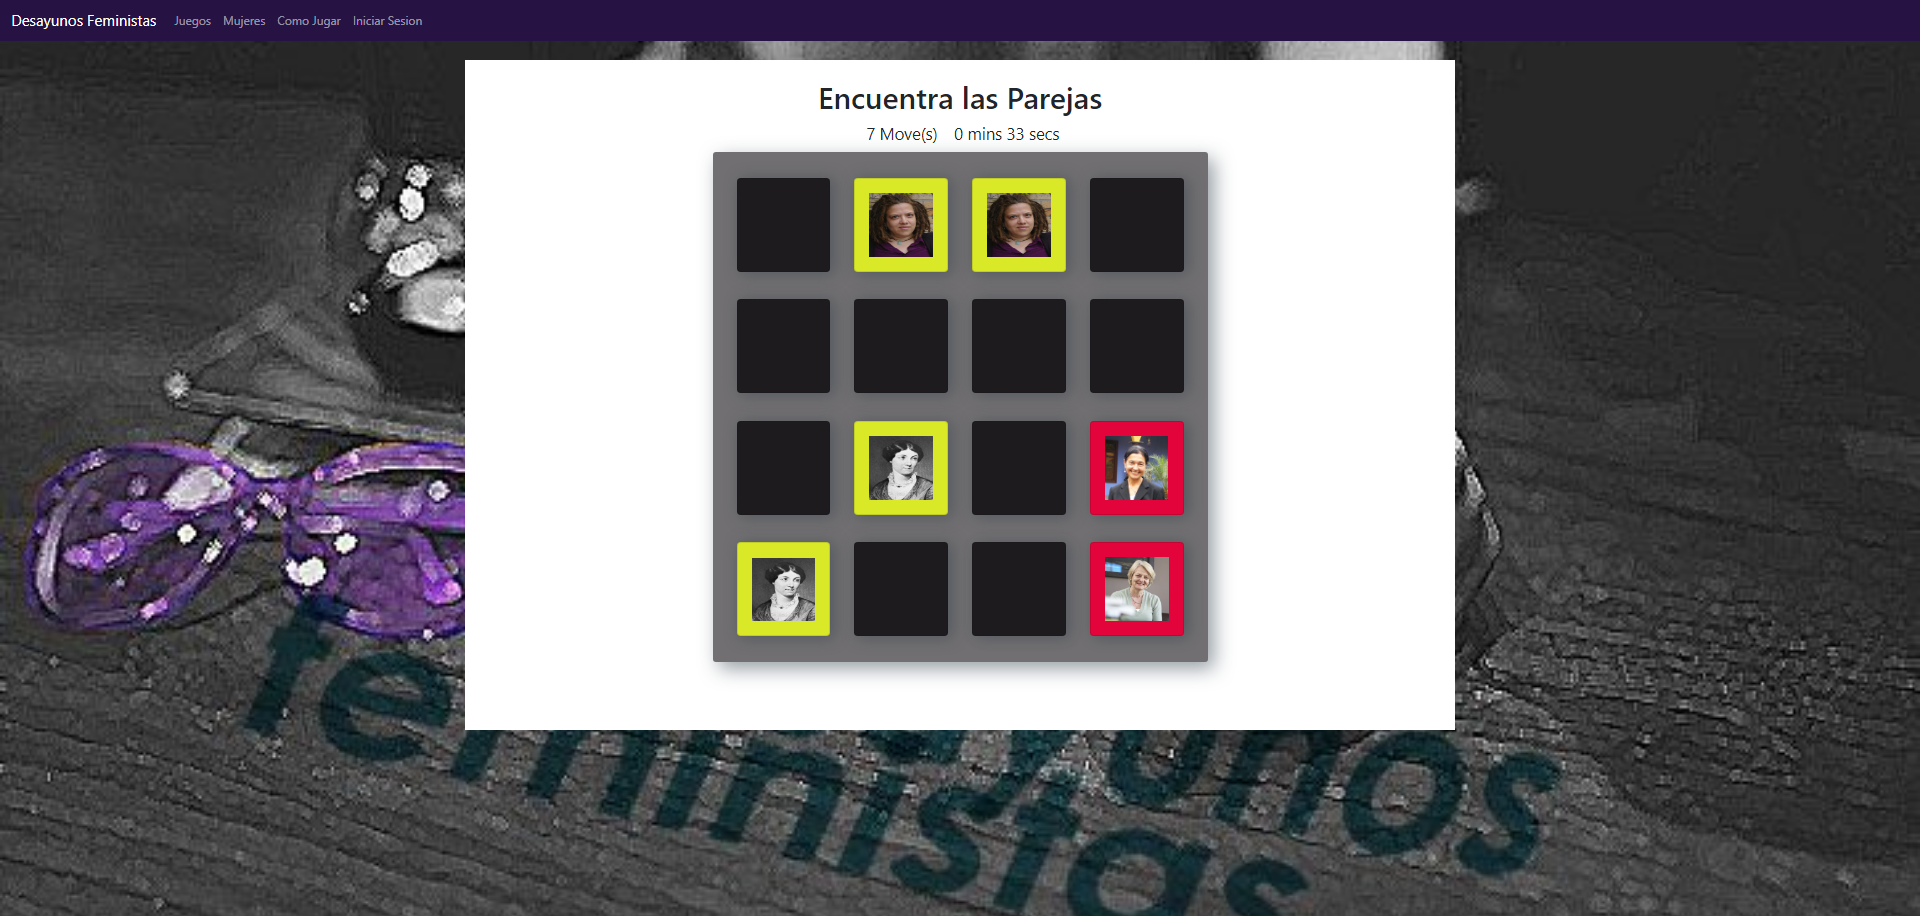 Desayunos Feministas Juegos Mujeres Como Jugar Iniciar Sesion
Encuentra las Parejas
7 Move(s) 0 mins 33 secs
feministas